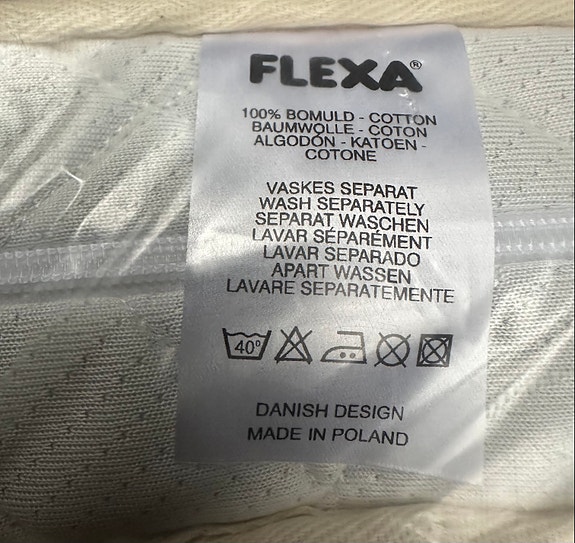 FLEXA®
100% BOMULD - COTTON
BAUMWOLLE - COTON
ALGODÓN - KATOEN -
COTONE
VASKES SEPARAT
WASH SEPARATELY
SEPARAT WASCHEN
LAVAR SÉPARÉMENT
LAVAR SEPARADO
APART WASSEN
LAVARE SEPARATEMENTE
40°
DANISH DESIGN
MADE IN POLAND